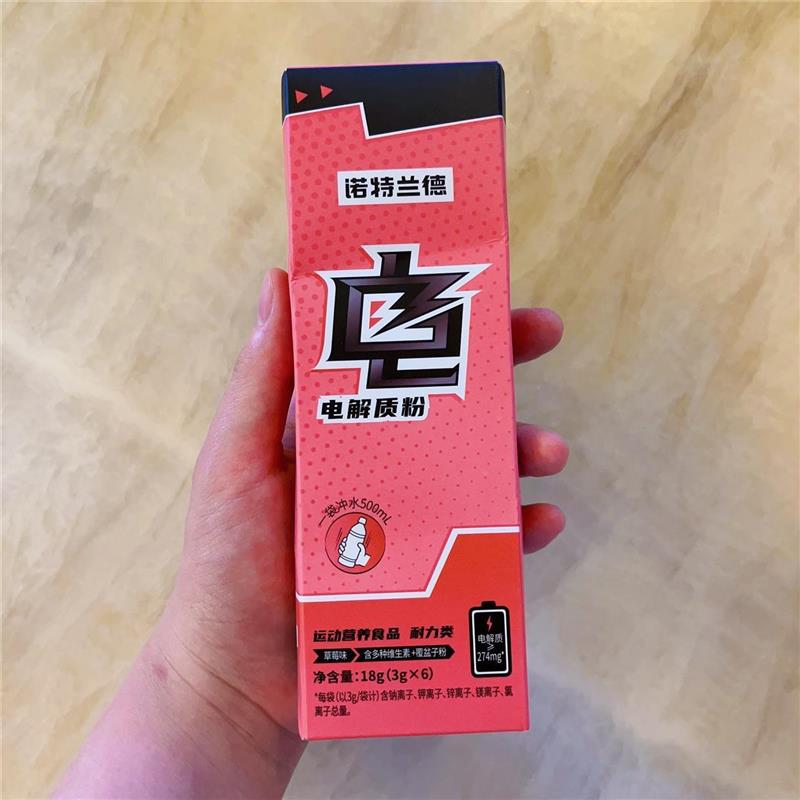 诺特兰德
电
电解质粉
一袋冲水500mL
运动营养食品 耐力类
草莓味 含多种维生素+覆盆子粉
电解质
≥
274mg*
净含量:18g(3g×6)
*每袋(以3g/袋计)含钠离子、钾离子、锌离子、镁离子、氯
离子总量。